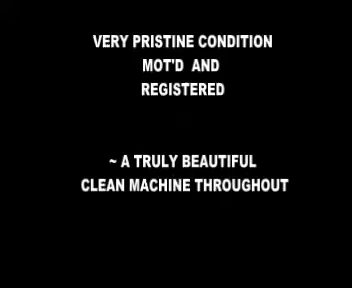 VERY PRISTINE CONDITION
MOT'D AND
REGISTERED
~ A TRULY BEAUTIFUL
CLEAN MACHINE THROUGHOUT